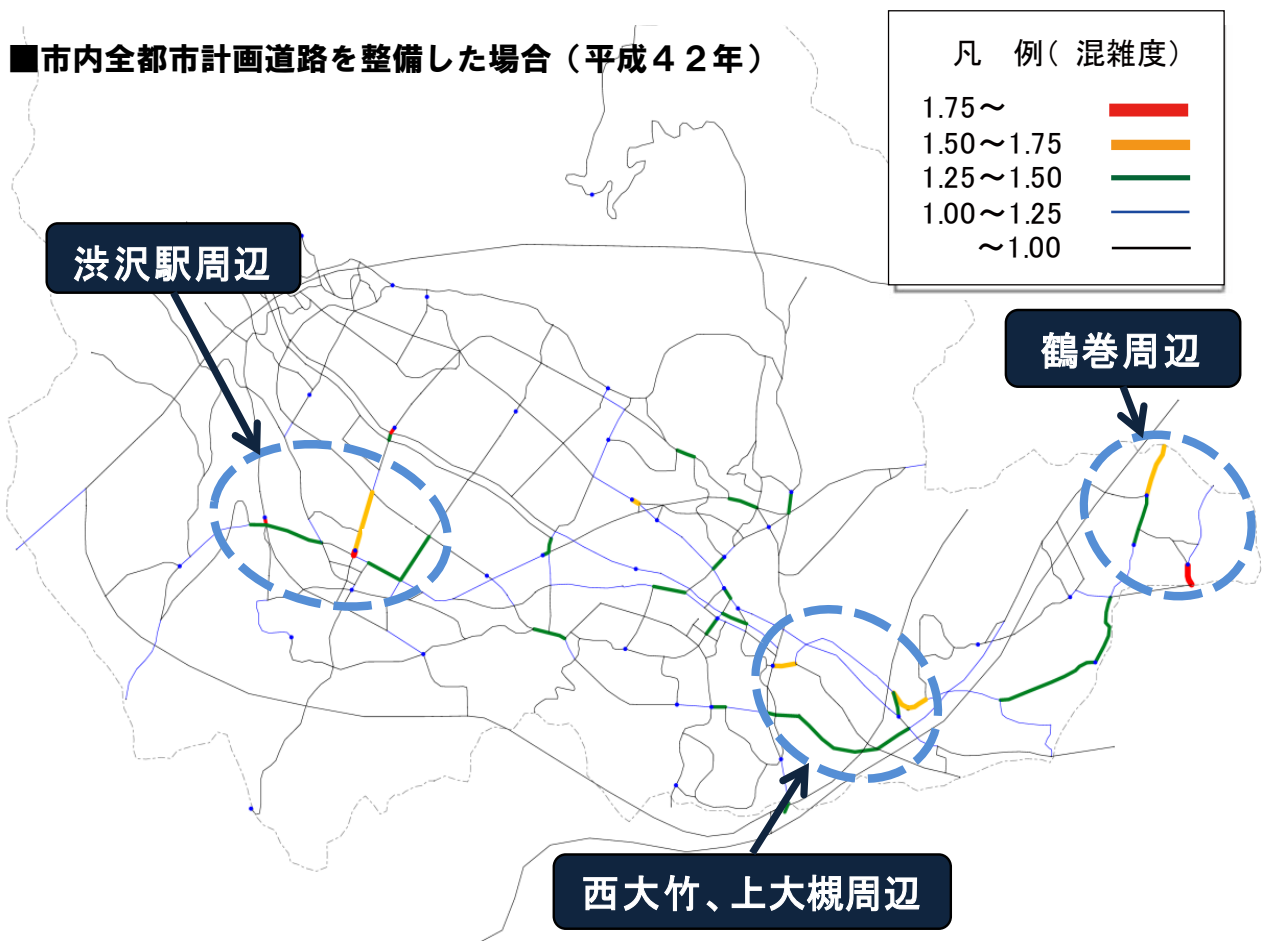 ■市内全都市計画道路を整備した場合（平成４２年）
凡　例( 混雑度)
1.75～
1.50～1.75
1.25～1.50
1.00～1.25
～1.00
渋沢駅周辺
鶴巻周辺
西大竹、上大槻周辺